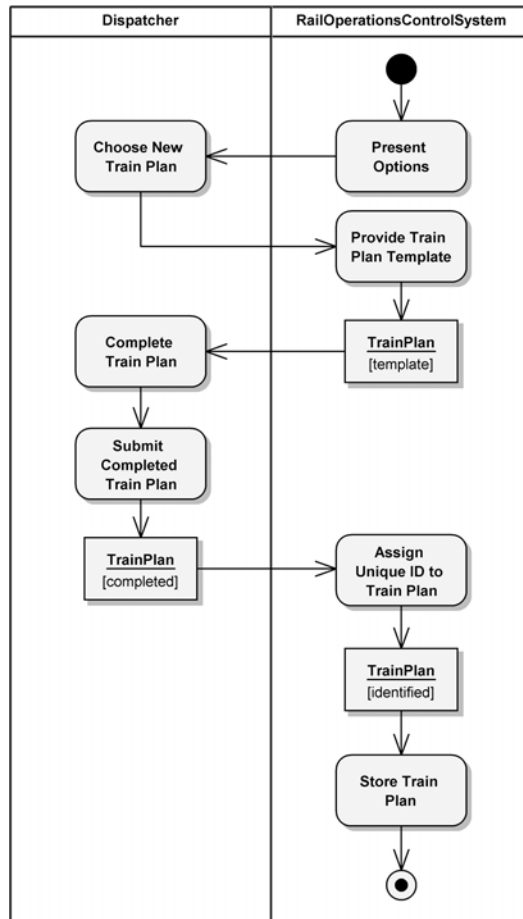 Dispatcher
RailOperationsControlSystem
Present
Options
Choose New
Train Plan
Provide Train
Plan Template
TrainPlan
[template]
Complete
Train Plan
Submit
Completed
Train Plan
TrainPlan
[completed]
Assign
Unique ID to
Train Plan
TrainPlan
[identified]
Store Train
Plan